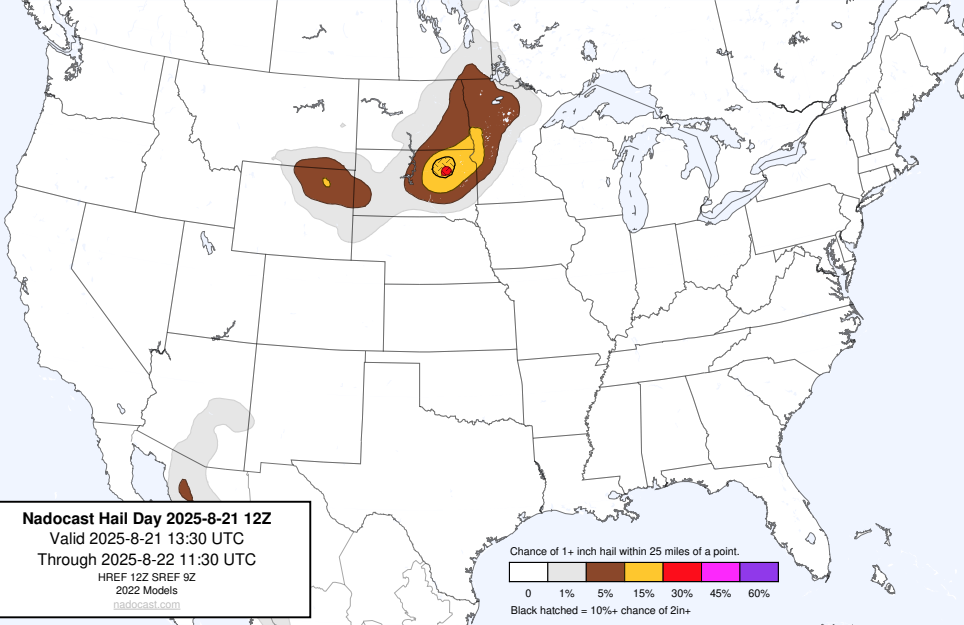 Nadocast Hail Day 2025-8-21 12Z
Valid 2025-8-21 13:30 UTC
Through 2025-8-22 11:30 UTC
HREF 12Z SREF 9Z
2022 Models
nadocast.com
Chance of 1+ inch hail within 25 miles of a point.
0 1% 5% 15% 30% 45% 60%
Black hatched = 10%+ chance of 2in+